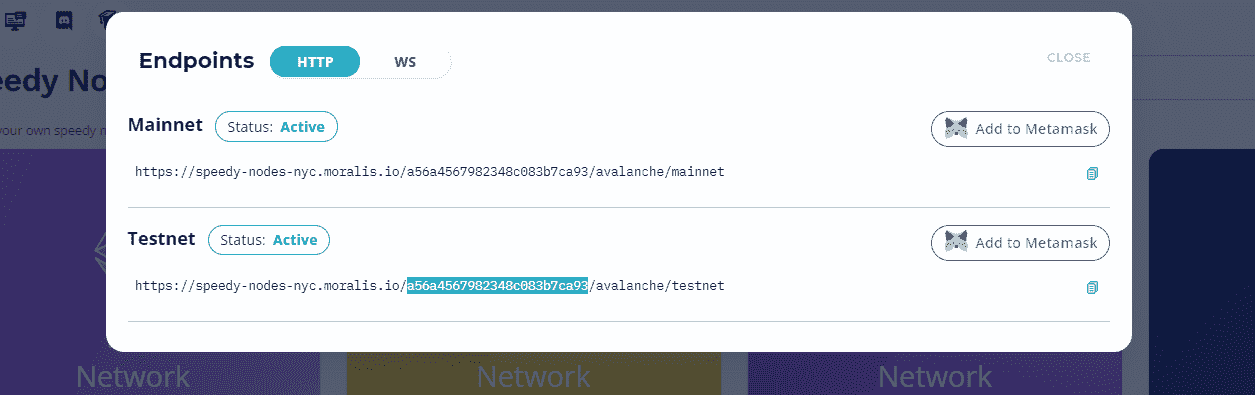 Endpoints HTTP WS CLOSE
eedy No
your own speedy n
Mainnet Status: Active Add to Metamask
https://speedy-nodes-nyc.moralis.io/a56a4567982348c083b7ca93/avalanche/mainnet
Testnet Status: Active Add to Metamask
https://speedy-nodes-nyc.moralis.io/a56a4567982348c083b7ca93/avalanche/testnet
Network Network Network